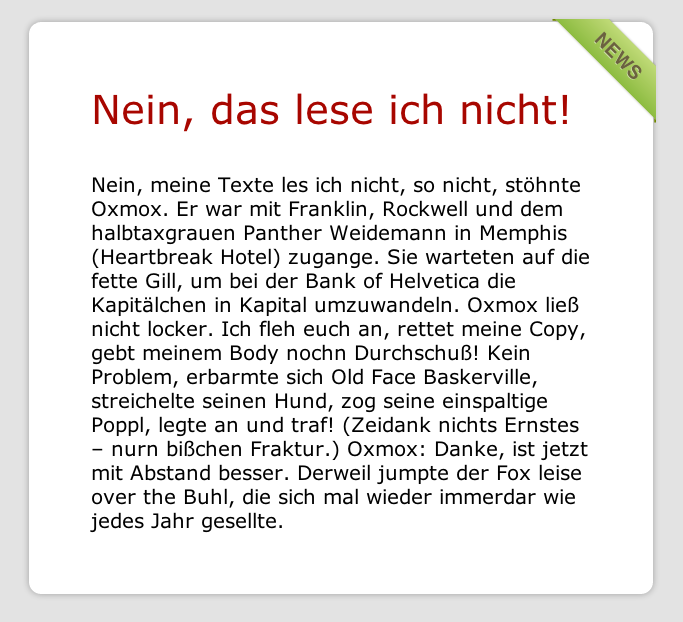 NEWS
Nein, das lese ich nicht!
Nein, meine Texte les ich nicht, so nicht, stöhnte
Oxmox. Er war mit Franklin, Rockwell und dem
halbtaxgrauen Panther Weidemann in Memphis
(Heartbreak Hotel) zugange. Sie warteten auf die
fette Gill, um bei der Bank of Helvetica die
Kapitälchen in Kapital umzuwandeln. Oxmox ließ
nicht locker. Ich fleh euch an, rettet meine Copy,
gebt meinem Body nochn Durchschuß! Kein
Problem, erbarmte sich Old Face Baskerville,
streichelte seinen Hund, zog seine einspaltige
Poppl, legte an und traf! (Zeidank nichts Ernstes
– nurn bißchen Fraktur.) Oxmox: Danke, ist jetzt
mit Abstand besser. Derweil jumpte der Fox leise
over the Buhl, die sich mal wieder immerdar wie
jedes Jahr gesellte.